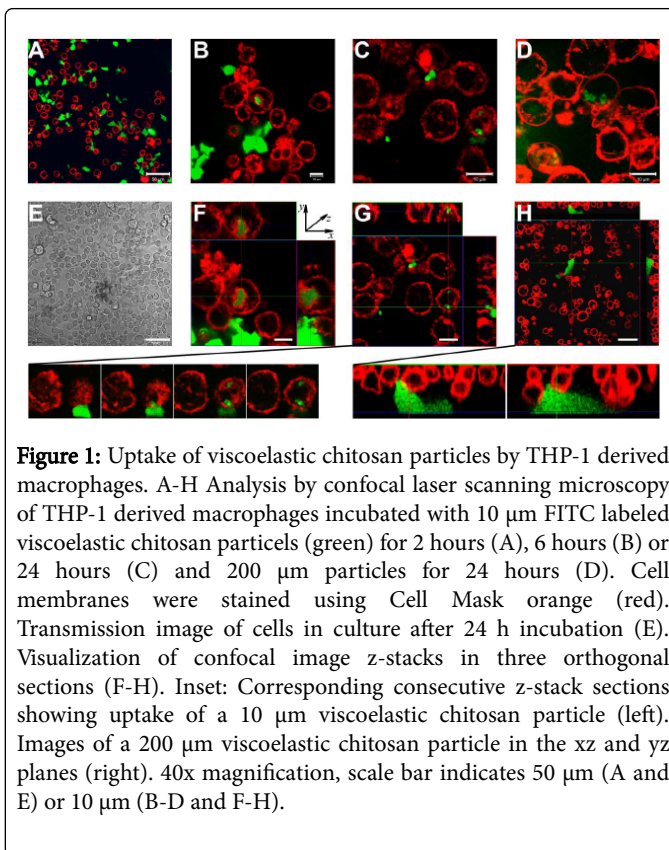 A
B
C
D
50 µm
10 µm
10 µm
E
F
y
z
x
G
H
Figure 1: Uptake of viscoelastic chitosan particles by THP-1 derived
macrophages. A-H Analysis by confocal laser scanning microscopy
of THP-1 derived macrophages incubated with 10 µm FITC labeled
viscoelastic chitosan particels (green) for 2 hours (A), 6 hours (B) or
24 hours (C) and 200 µm particles for 24 hours (D). Cell
membranes were stained using Cell Mask orange (red).
Transmission image of cells in culture after 24 h incubation (E).
Visualization of confocal image z-stacks in three orthogonal
sections (F-H). Inset: Corresponding consecutive z-stack sections
showing uptake of a 10 µm viscoelastic chitosan particle (left).
Images of a 200 µm viscoelastic chitosan particle in the xz and yz
planes (right). 40x magnification, scale bar indicates 50 µm (A and
E) or 10 µm (B-D and F-H).